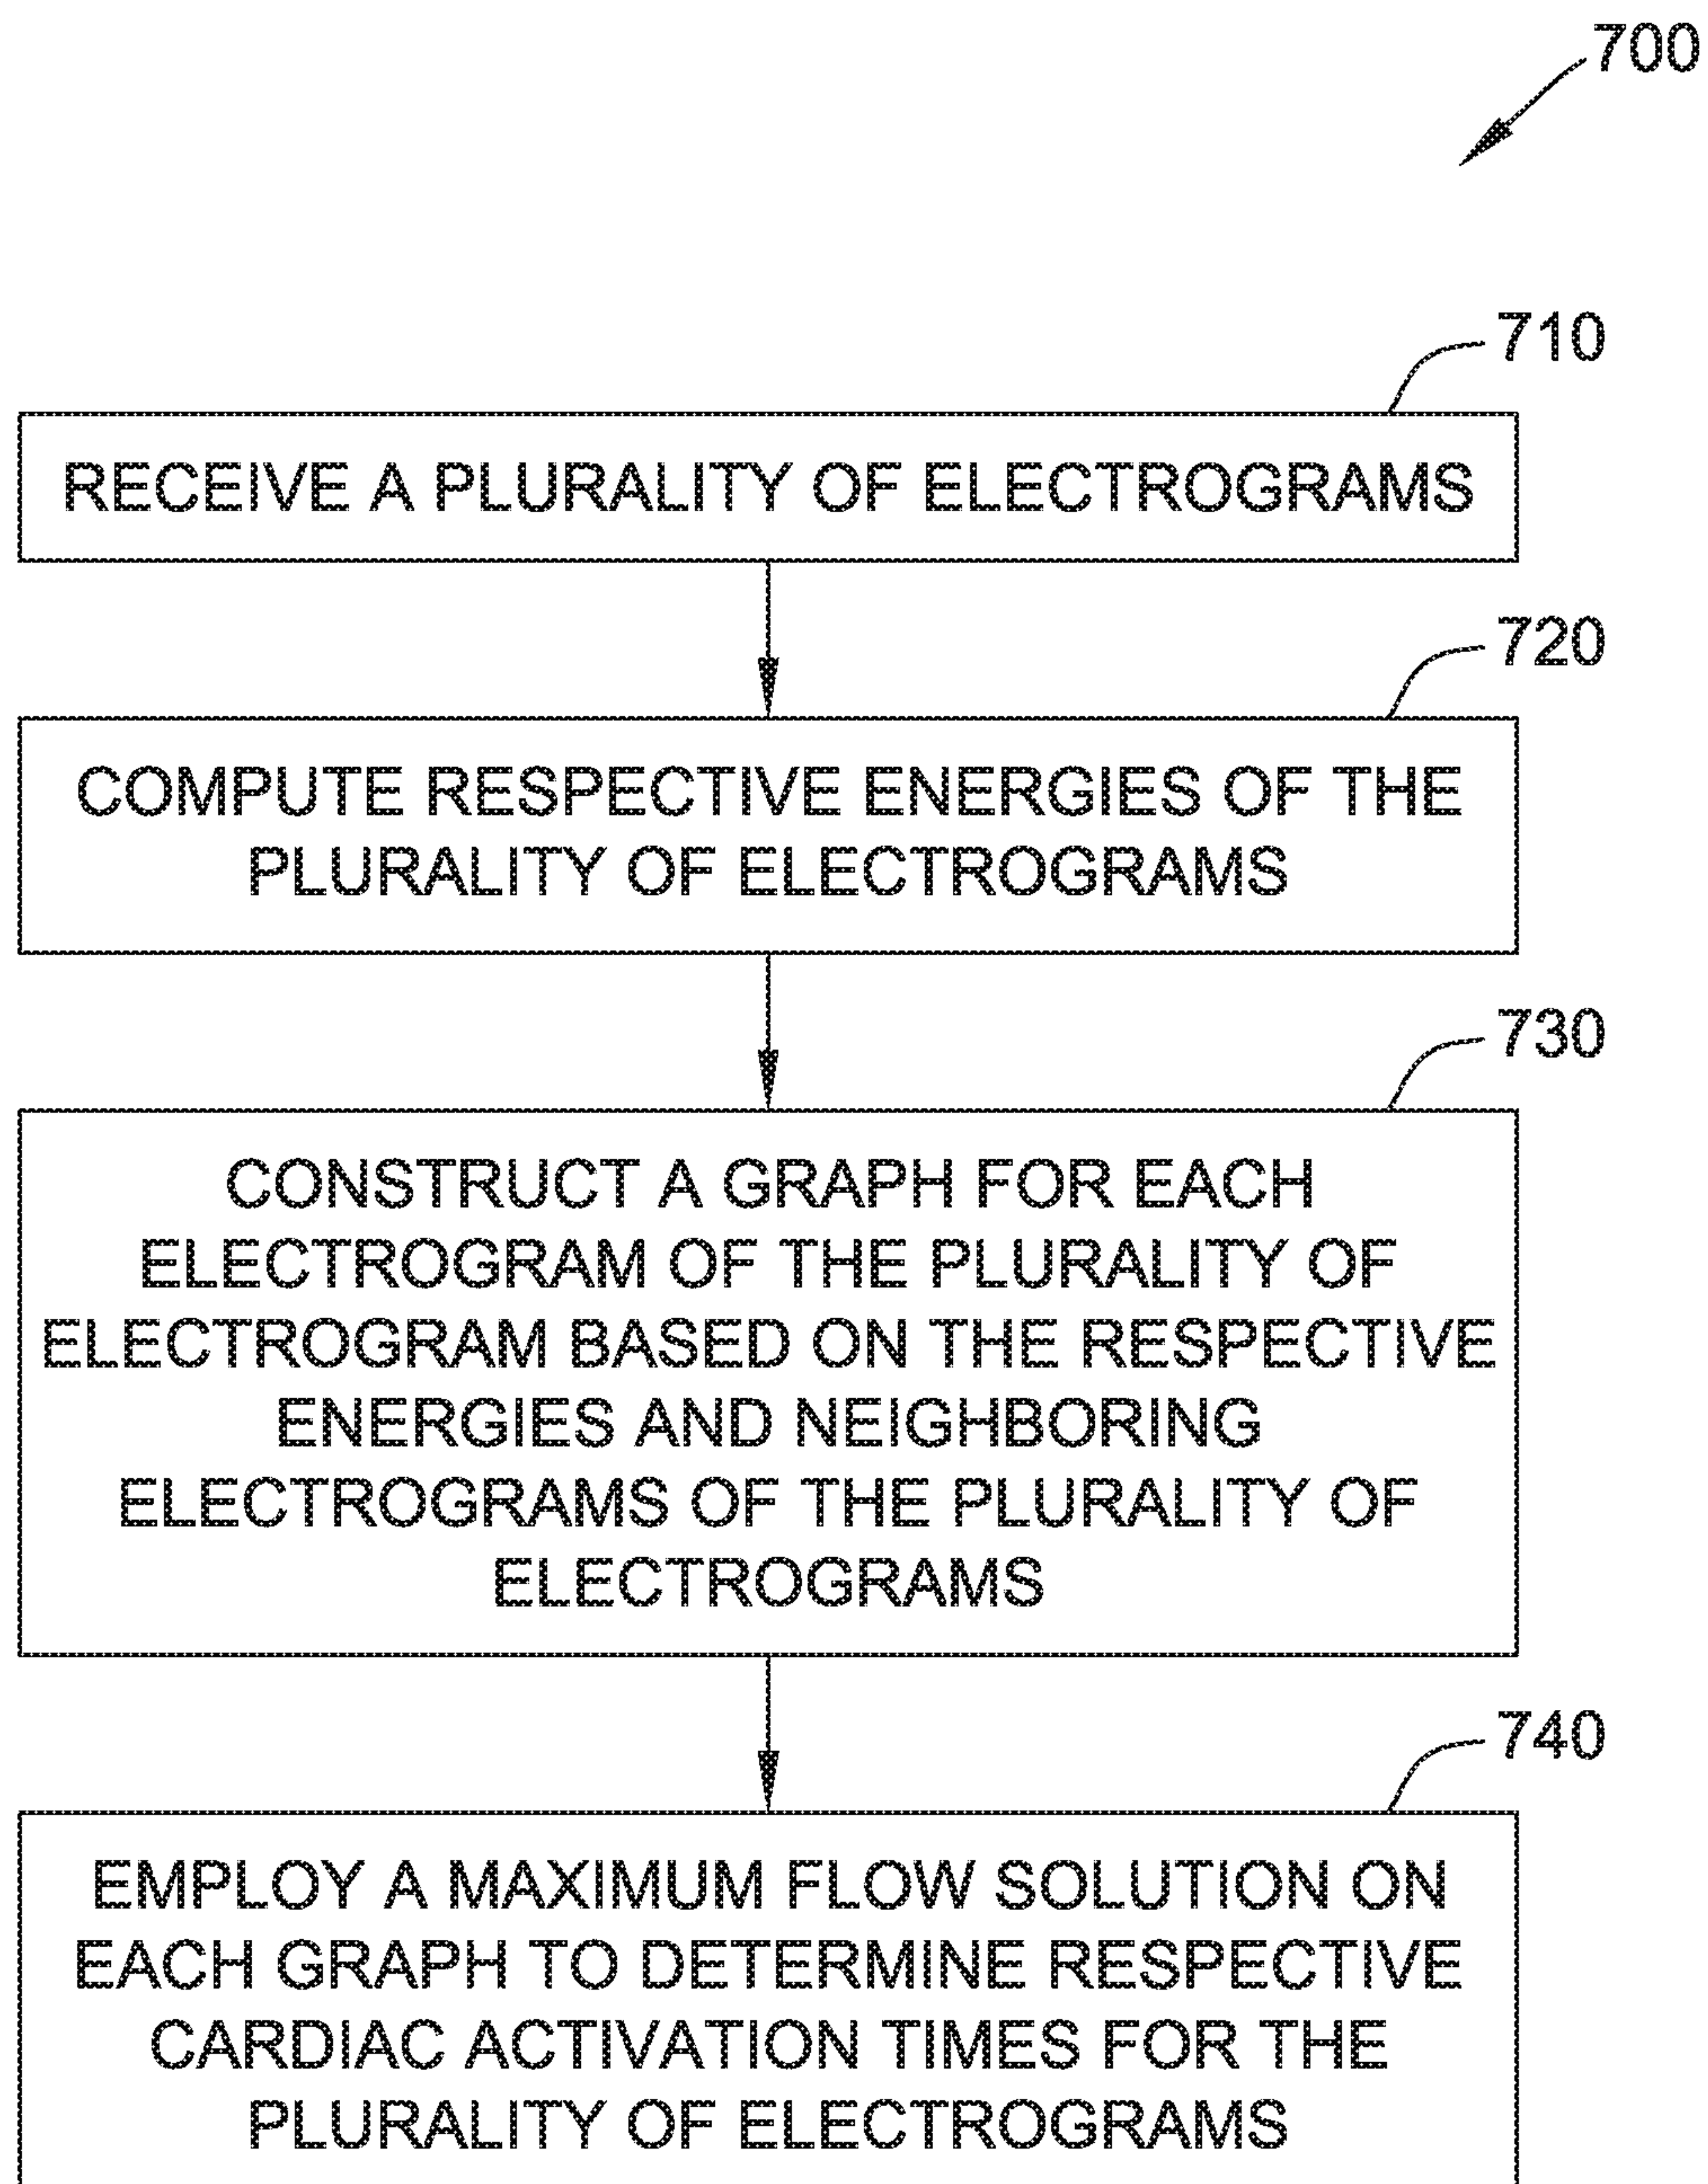 700
710
RECEIVE A PLURALITY OF ELECTROGRAMS
720
COMPUTE RESPECTIVE ENERGIES OF THE
PLURALITY OF ELECTROGRAMS
730
CONSTRUCT A GRAPH FOR EACH
ELECTROGRAM OF THE PLURALITY OF
ELECTROGRAM BASED ON THE RESPECTIVE
ENERGIES AND NEIGHBORING
ELECTROGRAMS OF THE PLURALITY OF
ELECTROGRAMS
740
EMPLOY A MAXIMUM FLOW SOLUTION ON
EACH GRAPH TO DETERMINE RESPECTIVE
CARDIAC ACTIVATION TIMES FOR THE
PLURALITY OF ELECTROGRAMS